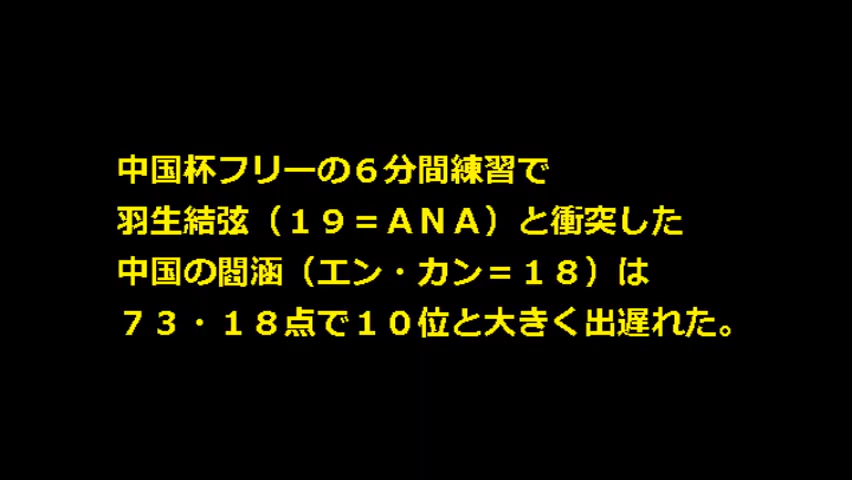 中国杯フリーの６分間練習で
羽生結弦（１９＝ＡＮＡ）と衝突した
中国の閻涵（エン・カン＝１８）は
７３・１８点で１０位と大きく出遅れた。